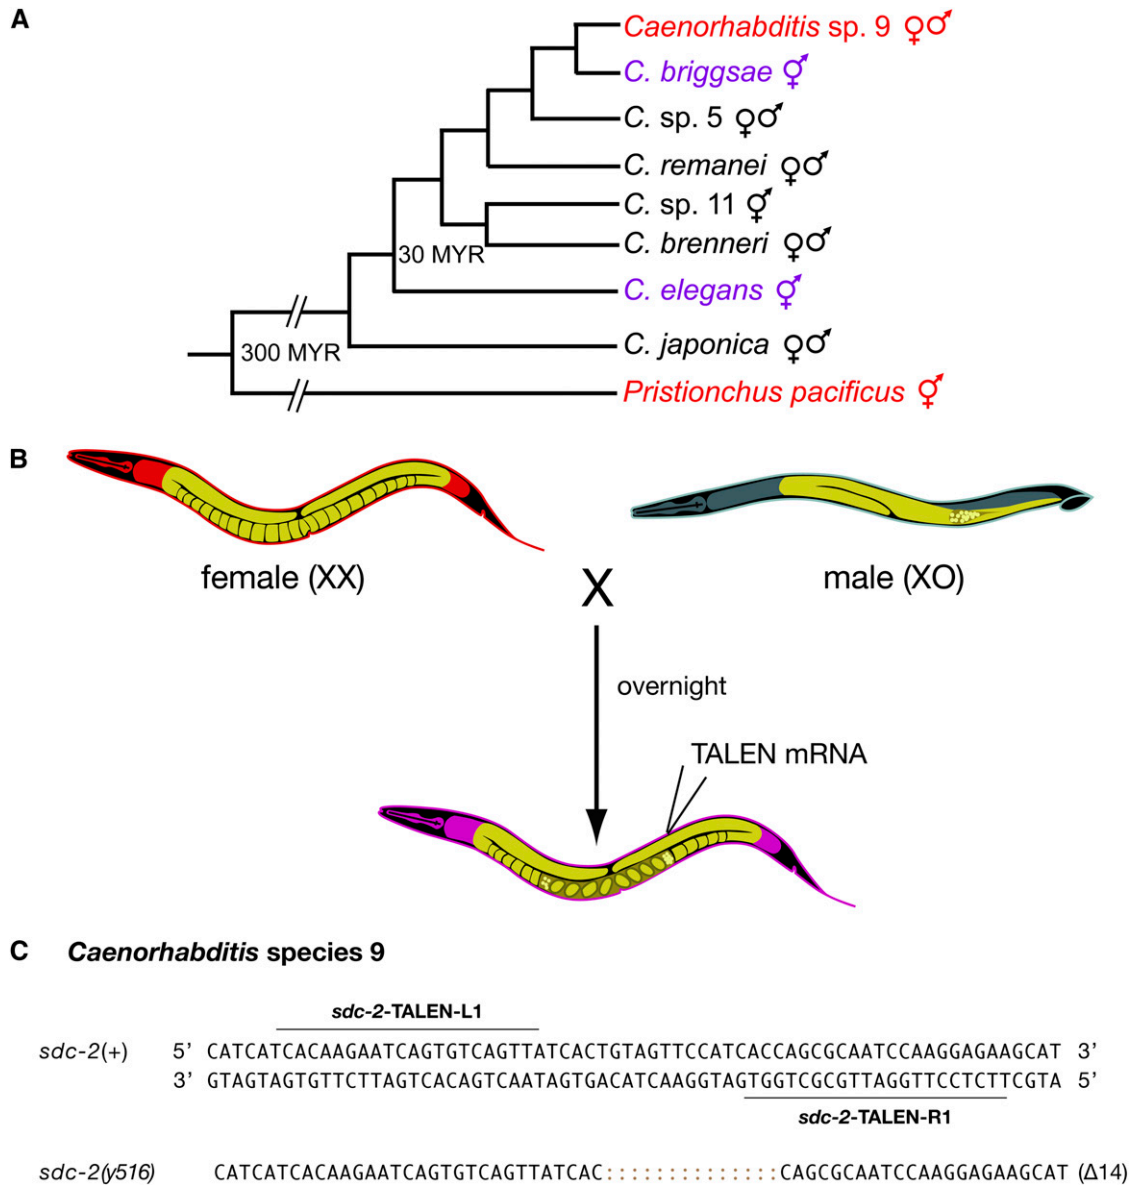 A
Caenorhabditis sp. 9 ♀♂
C. briggsae ⚥
C. sp. 5 ♀♂
C. remanei ♀♂
C. sp. 11 ⚥
C. brenneri ♀♂
30 MYR
C. elegans ⚥
C. japonica ♀♂
300 MYR
Pristionchus pacificus ⚥
B
female (XX)
X
male (XO)
overnight
TALEN mRNA
C Caenorhabditis species 9
sdc-2-TALEN-L1
sdc-2(+) 5’ CATCATCACAAGAATCAGTGTCAGTTATCACTGTAGTTCCATCACCAGCGCAATCCAAGGAGAAGCAT 3’
3’ GTAGTAGTGTTCTTAGTCACAGTCAATAGTGACATCAAGGTAGTGGTCGCGTTAGGTTCCTCTTCGTA 5’
sdc-2-TALEN-R1
sdc-2(y516) CATCATCACAAGAATCAGTGTCAGTTATCAC::::::::::::::CAGCGCAATCCAAGGAGAAGCAT (Δ14)